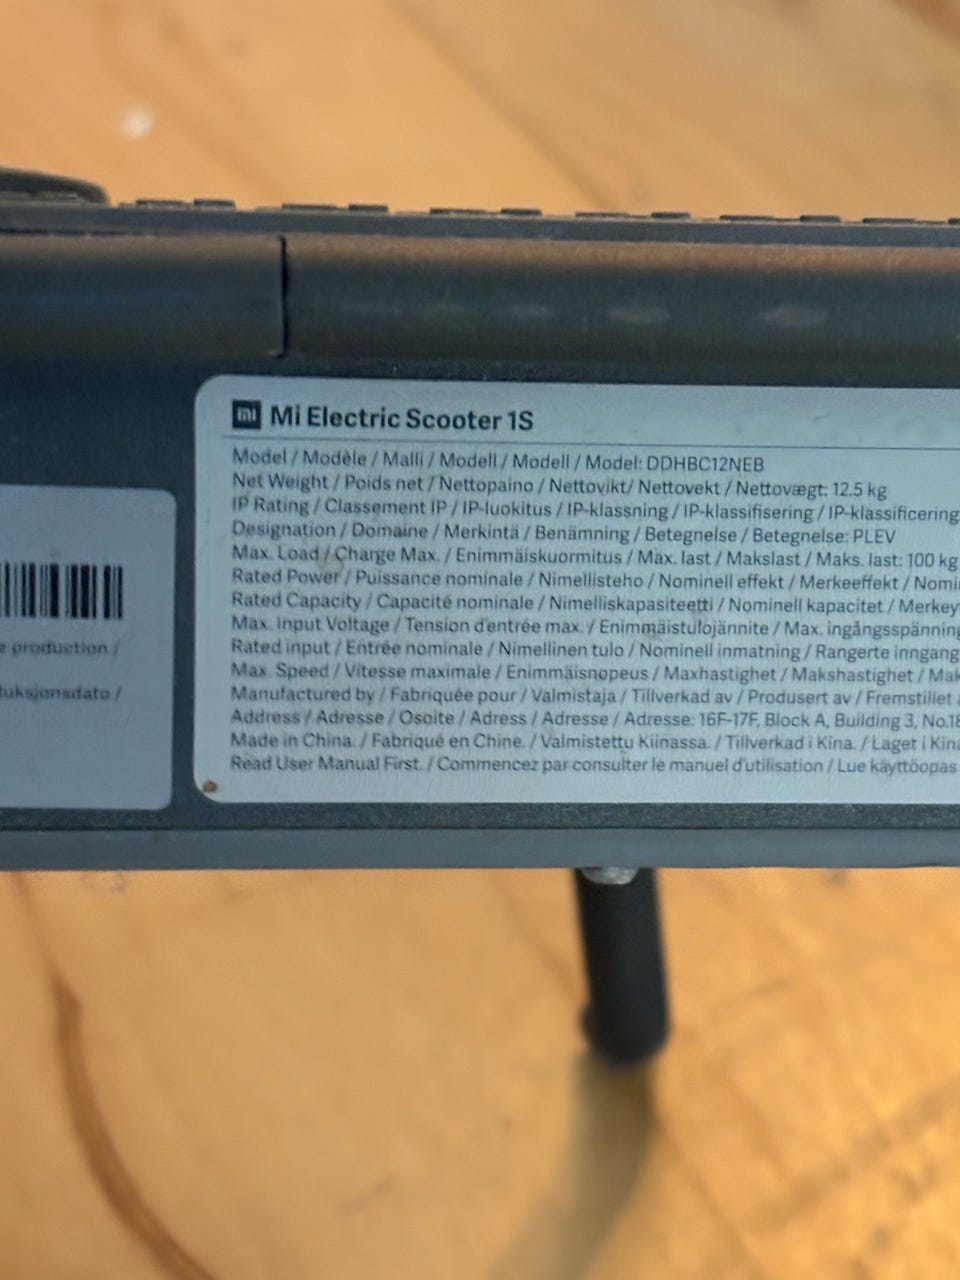 mi Mi Electric Scooter 1S
Model / Modèle / Malli / Modell / Modell / Model: DDHBC12NEB
Net Weight / Poids net / Nettopaino / Nettovikt/ Nettovekt / Nettovægt: 12.5 kg
IP Rating / Classement IP / IP-luokitus / IP-klassning / IP-klassifisering / IP-klassificering
Designation / Domaine / Merkintä / Benämning / Betegnelse / Betegnelse: PLEV
Max. Load / Charge Max. / Enimmäiskuormitus / Max. last / Makslast / Maks. last: 100 kg
Rated Power / Puissance nominale / Nimellisteho / Nominell effekt / Merkeeffekt / Nomi
Rated Capacity / Capacité nominale / Nimelliskapasiteetti / Nominell kapacitet / Merkey
Max. Input Voltage / Tension d'entrée max. / Enimmäistulojännite / Max. ingångsspänning
Rated input / Entrée nominale / Nimellinen tulo / Nominell inmatning / Rangerte inngang
Max. Speed / Vitesse maximale / Enimmäisnopeus / Maxhastighet / Makshastighet / Mak
Manufactured by / Fabriquée pour / Valmistaja / Tillverkad av / Produsert av / Fremstillet
Address / Adresse / Osoite / Adress / Adresse / Adresse: 16F-17F, Block A, Building 3, No.18
Made in China. / Fabriqué en Chine. / Valmistettu Kiinassa. / Tillverkad i Kina. / Laget i Kina
Read User Manual First. / Commencez par consulter le manuel d'utilisation / Lue käyttöopas
e production /
tuksjonsdato /